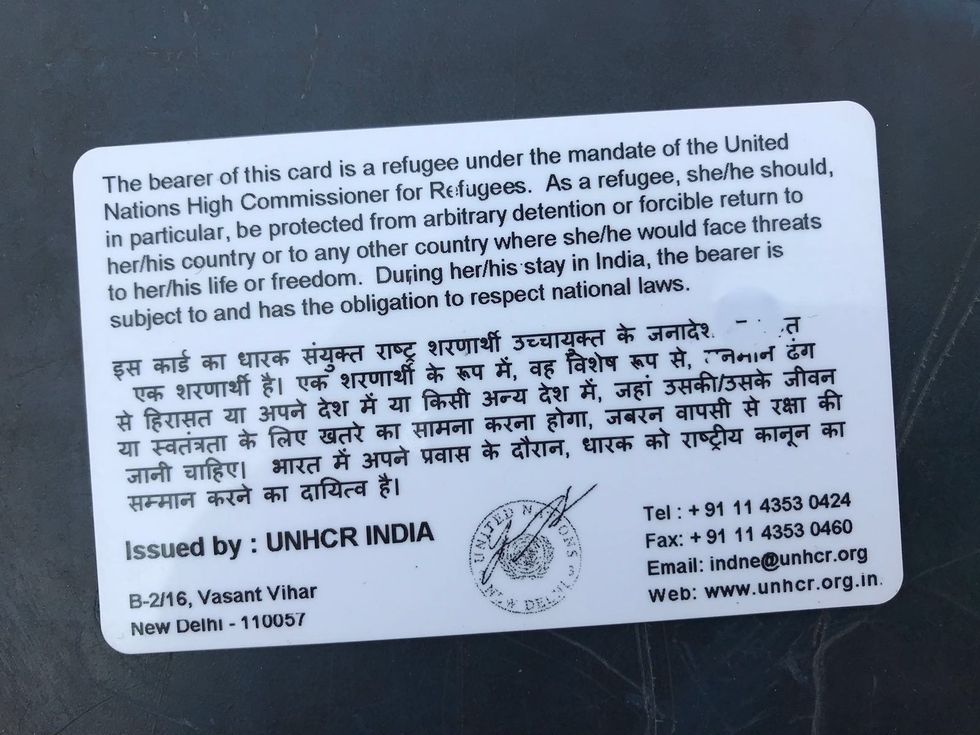 The bearer of this card is a refugee under the mandate of the United
Nations High Commissioner for Refugees. As a refugee, she/he should,
in particular, be protected from arbitrary detention or forcible return to
her/his country or to any other country where she/he would face threats
to her/his life or freedom. During her/his stay in India, the bearer is
subject to and has the obligation to respect national laws.
इस कार्ड का धारक संयुक्त राष्ट्र शरणार्थी उच्चायुक्त के
एक शरणार्थी है। एक शरणार्थी के रूप में, वह विशेष रूप से, ढंग
से हिरासत या अपने देश में या किसी अन्य देश में, जहां उसकी/उसके जीवन
या स्वतंत्रता के लिए खतरे का सामना करना होगा, जबरन वापसी से रक्षा की
जानी चाहिए। भारत में अपने प्रवास के दौरान, धारक को राष्ट्रीय कानून का
सम्मान करने का दायित्व है।
Issued by : UNHCR INDIA
B-2/16, Vasant Vihar
New Delhi - 110057
UNITED NATIONS
NEW DELHI
Tel : + 91 11 4353 0424
Fax: + 91 11 4353 0460
Email: indne@unhcr.org
Web: www.unhcr.org.in.